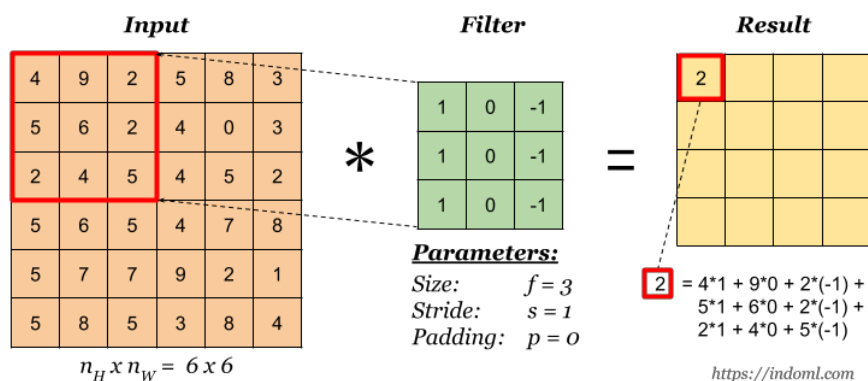 Input
Filter
Result
4 9 2 5 8 3
5 6 2 4 0 3
2 4 5 4 5 2
5 6 5 4 7 8
5 7 7 9 2 1
5 8 5 3 8 4
n_H x n_W = 6 x 6
*
1 0 -1
1 0 -1
1 0 -1
Parameters:
Size: f = 3
Stride: s = 1
Padding: p = 0
=
2
2 = 4*1 + 9*0 + 2*(-1) +
5*1 + 6*0 + 2*(-1) +
2*1 + 4*0 + 5*(-1)
https://indoml.com